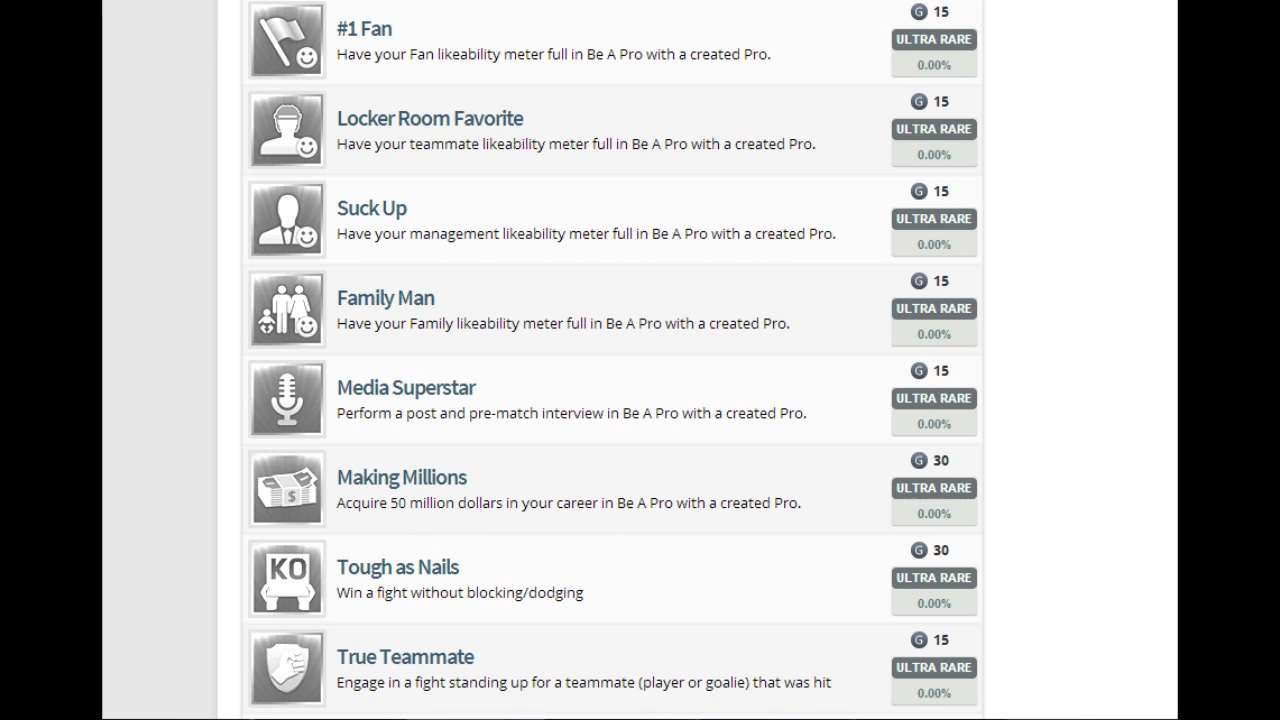 #1 Fan
Have your Fan likeability meter full in Be A Pro with a created Pro.
G 15
ULTRA RARE
0.00%
Locker Room Favorite
Have your teammate likeability meter full in Be A Pro with a created Pro.
G 15
ULTRA RARE
0.00%
Suck Up
Have your management likeability meter full in Be A Pro with a created Pro.
G 15
ULTRA RARE
0.00%
Family Man
Have your Family likeability meter full in Be A Pro with a created Pro.
G 15
ULTRA RARE
0.00%
Media Superstar
Perform a post and pre-match interview in Be A Pro with a created Pro.
G 15
ULTRA RARE
0.00%
$
Making Millions
Acquire 50 million dollars in your career in Be A Pro with a created Pro.
G 30
ULTRA RARE
0.00%
KO
Tough as Nails
Win a fight without blocking/dodging
G 30
ULTRA RARE
0.00%
True Teammate
Engage in a fight standing up for a teammate (player or goalie) that was hit
G 15
ULTRA RARE
0.00%